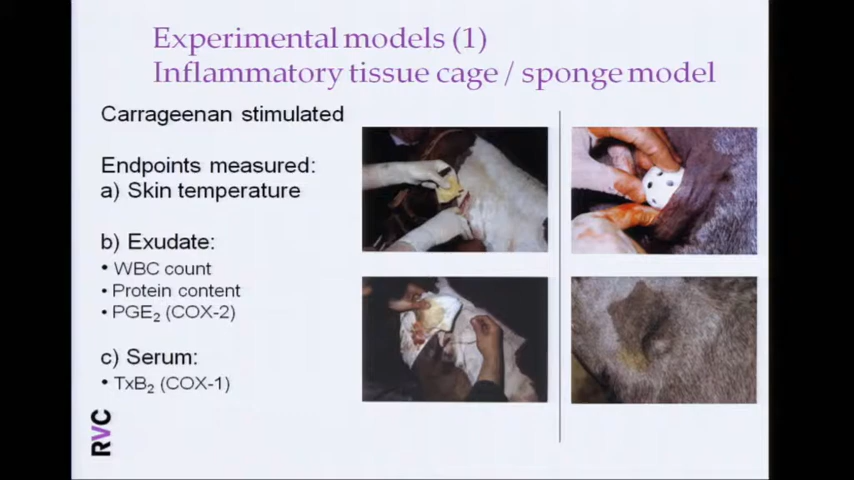 Experimental models (1)
Inflammatory tissue cage / sponge model
Carrageenan stimulated
Endpoints measured:
a) Skin temperature
b) Exudate:
• WBC count
• Protein content
• PGE₂ (COX-2)
c) Serum:
• TxB₂ (COX-1)
RVC